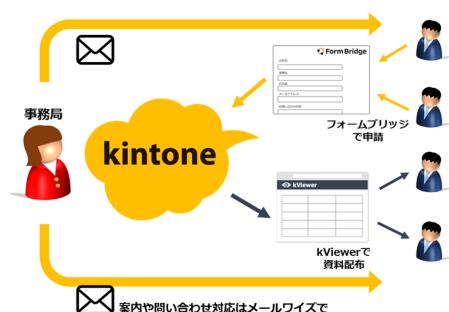 FormBridge
事務局
kintone
フォームブリッジ
で申請
kViewer
kViewerで
資料配布
案内や問い合わせ対応はメールワイズで